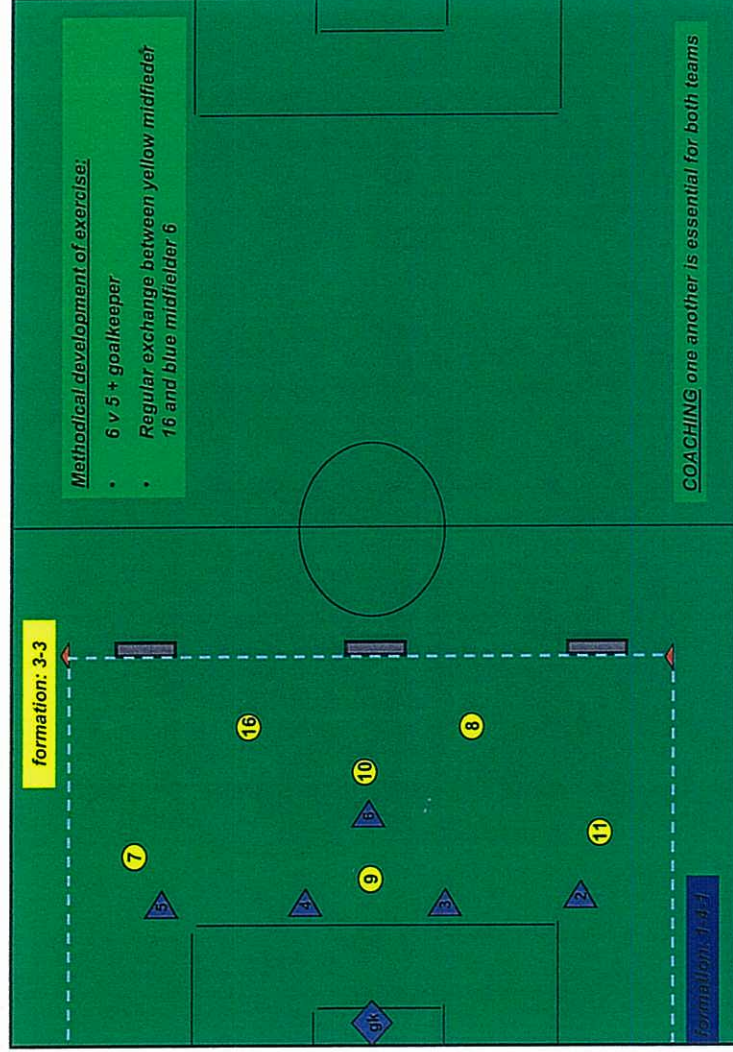 formation: 3-3
Methodical development of exercise:
• 6 v 5 + goalkeeper
• Regular exchange between yellow midfieder
16 and blue midfielder 6
7
16
10
6
9
8
11
5
4
3
2
gk
formation: 1-4-1
COACHING one another is essential for both teams